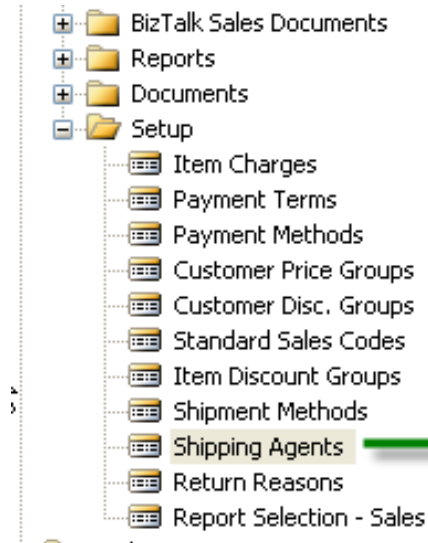 BizTalk Sales Documents
Reports
Documents
Setup
Item Charges
Payment Terms
Payment Methods
Customer Price Groups
Customer Disc. Groups
Standard Sales Codes
Item Discount Groups
Shipment Methods
Shipping Agents
Return Reasons
Report Selection - Sales